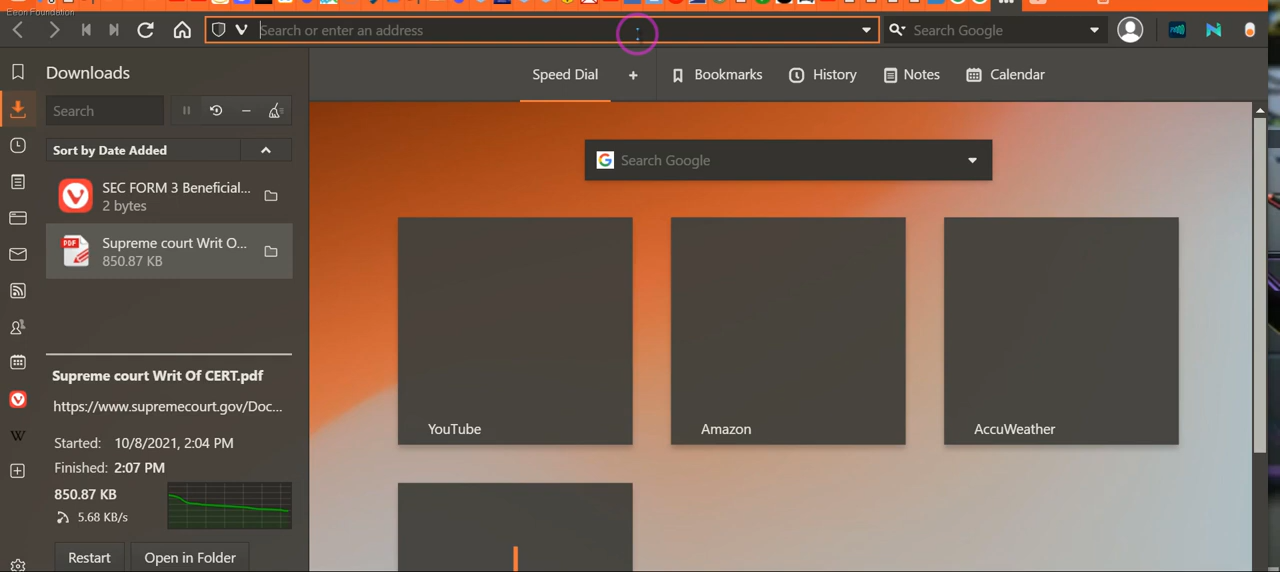 Eeon Foundation
Search or enter an address
Search Google
Downloads
Speed Dial
Bookmarks
History
Notes
Calendar
Search
Sort by Date Added
Search Google
SEC FORM 3 Beneficial...
2 bytes
PDF
Supreme court Writ O...
850.87 KB
YouTube
Amazon
AccuWeather
Supreme court Writ Of CERT.pdf
https://www.supremecourt.gov/Doc...
Started: 10/8/2021, 2:04 PM
Finished: 2:07 PM
850.87 KB
5.68 KB/s
Restart
Open in Folder
W